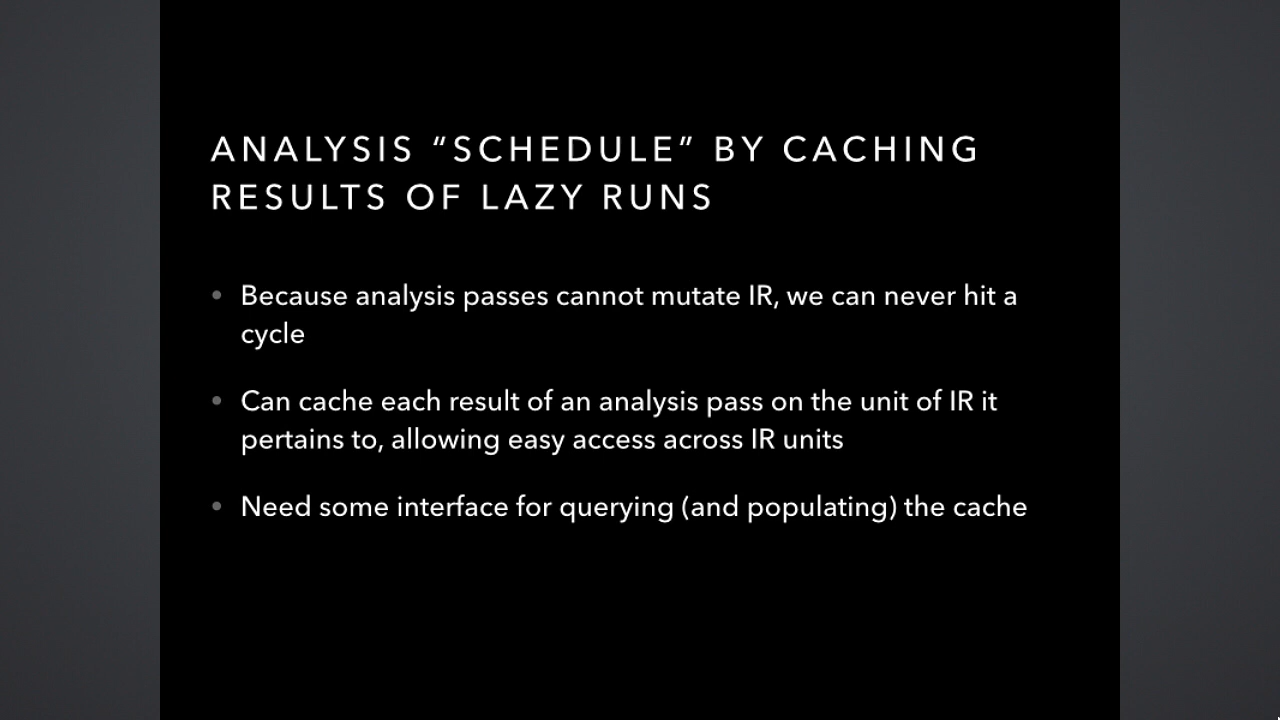 ANALYSIS “SCHEDULE” BY CACHING
RESULTS OF LAZY RUNS
• Because analysis passes cannot mutate IR, we can never hit a
cycle
• Can cache each result of an analysis pass on the unit of IR it
pertains to, allowing easy access across IR units
• Need some interface for querying (and populating) the cache